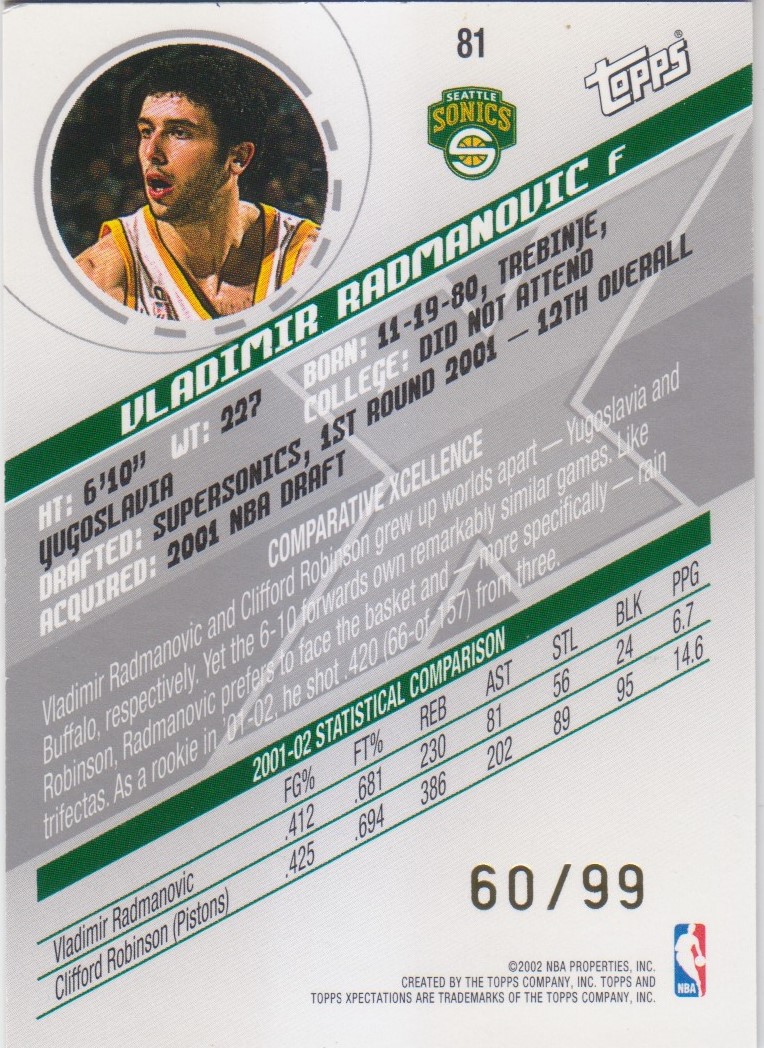 81
topps®
SEATTLE
SONICS
VLADIMIR RADMANOVIC F
HT: 6'10" WT: 227 BORN: 11-19-80, TREBINJE,
YUGOSLAVIA COLLEGE: DID NOT ATTEND
DRAFTED: SUPERSONICS, 1ST ROUND 2001 — 12TH OVERALL
ACQUIRED: 2001 NBA DRAFT
COMPARATIVE XCELLENCE
Vladimir Radmanovic and Clifford Robinson grew up worlds apart — Yugoslavia and
Buffalo, respectively. Yet the 6-10 forwards own remarkably similar games. Like
Robinson, Radmanovic prefers to face the basket and — more specifically — rain
trifectas. As a rookie in '01-02, he shot .420 (66-of-157) from three.
2001-02 STATISTICAL COMPARISON
FG% FT% REB AST STL BLK PPG
Vladimir Radmanovic .412 .681 230 81 56 24 6.7
Clifford Robinson (Pistons) .425 .694 386 202 89 95 14.6
60/99
©2002 NBA PROPERTIES, INC.
CREATED BY THE TOPPS COMPANY, INC. TOPPS AND
TOPPS XPECTATIONS ARE TRADEMARKS OF THE TOPPS COMPANY, INC.
NBA